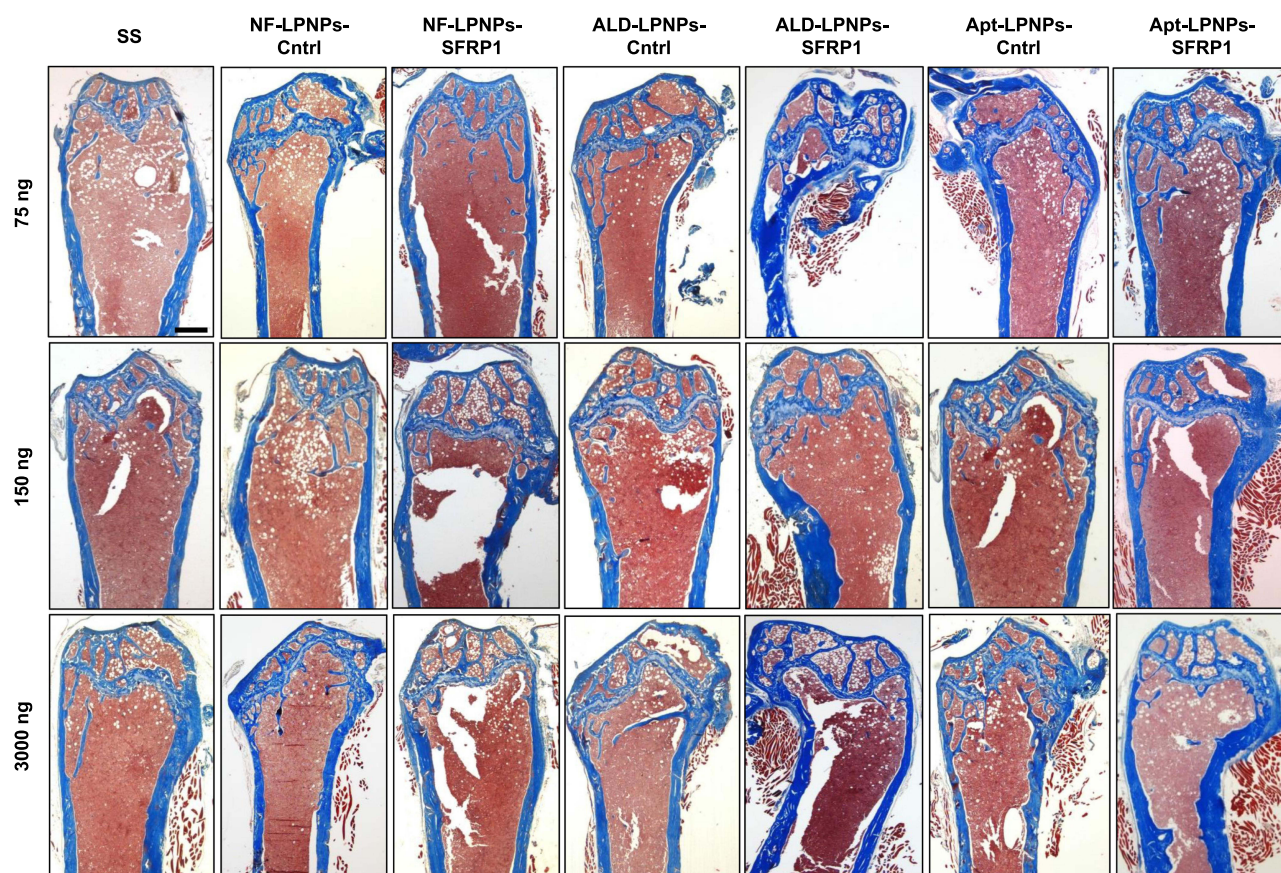 SS
NF-LPNPs-
Cntrl
NF-LPNPs-
SFRP1
ALD-LPNPs-
Cntrl
ALD-LPNPs-
SFRP1
Apt-LPNPs-
Cntrl
Apt-LPNPs-
SFRP1
75 ng
150 ng
3000 ng